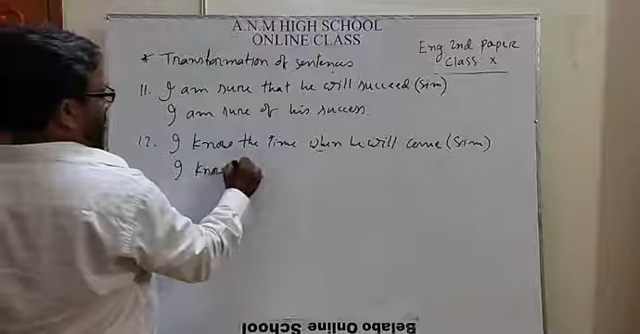 A.N.M HIGH SCHOOL
ONLINE CLASS
Eng 2nd paper
Class: X
* Transformation of sentences
11. I am sure that he will succeed (sim)
I am sure of his success.
12. I know the time when he will come (sim)
I know
Belabo Online School